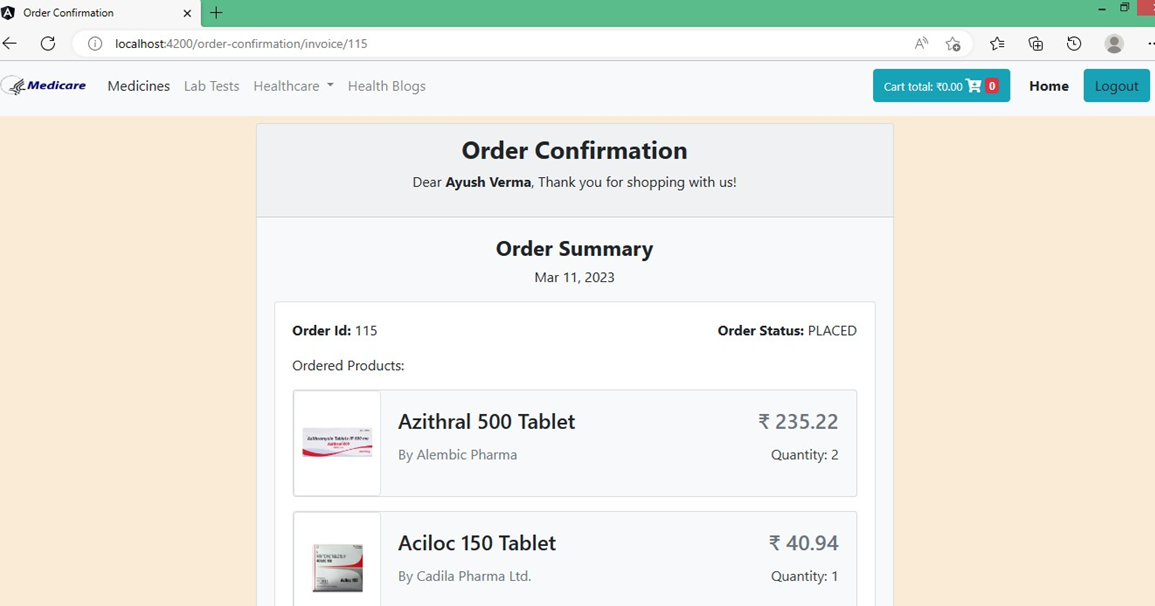 Order Confirmation
localhost:4200/order-confirmation/invoice/115
Medicare Medicines Lab Tests Healthcare Health Blogs Cart total: ₹0.00 0 Home Logout
Order Confirmation
Dear Ayush Verma, Thank you for shopping with us!
Order Summary
Mar 11, 2023
Order Id: 115 Order Status: PLACED
Ordered Products:
Azithral 500 Tablet ₹ 235.22
By Alembic Pharma Quantity: 2
Aciloc 150 Tablet ₹ 40.94
By Cadila Pharma Ltd. Quantity: 1